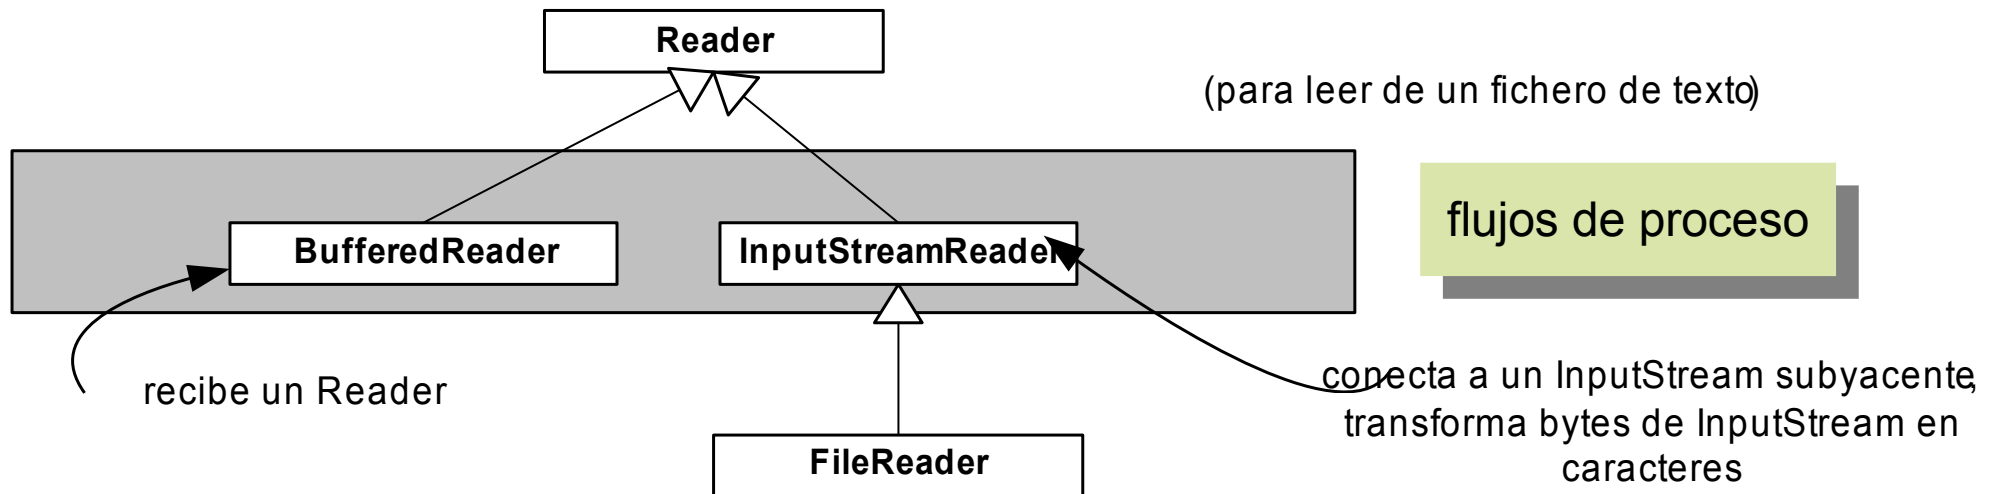 Reader
(para leer de un fichero de texto)
flujos de proceso
BufferedReader
InputStreamReader
recibe un Reader
conecta a un InputStream subyacente,
transforma bytes de InputStream en
caracteres
FileReader